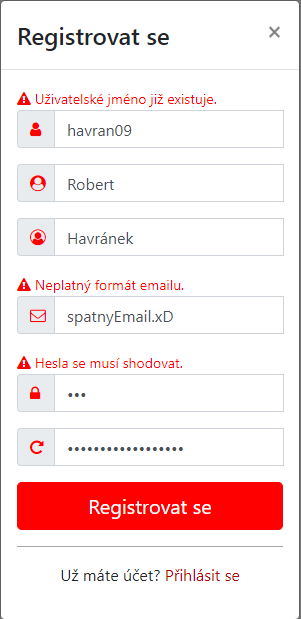 Registrovat se ×
Uživatelské jméno již existuje.
havran09
Robert
Havránek
Neplatný formát emailu.
spatnyEmail.xD
Hesla se musí shodovat.
•••
••••••••••••••••••
Registrovat se
Už máte účet? Přihlásit se